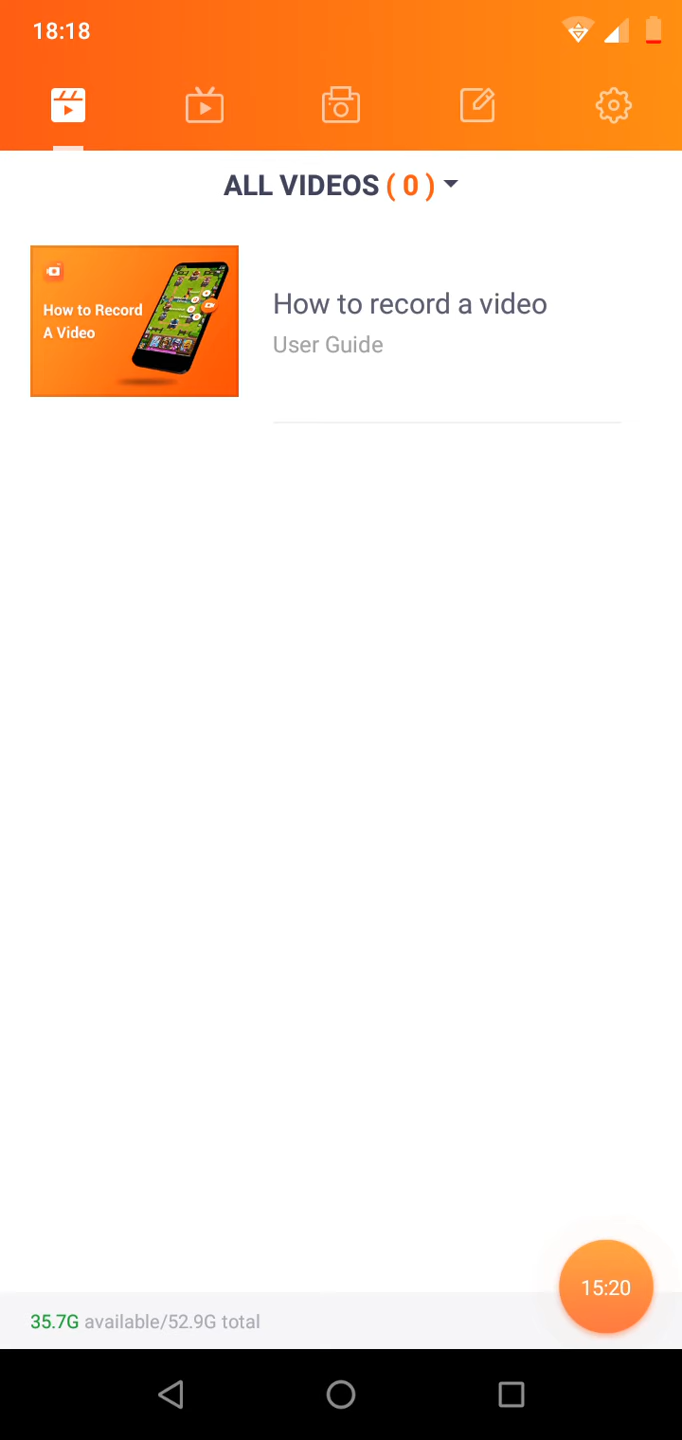 18:18
ALL VIDEOS ( 0 )
How to Record
A Video
How to record a video
User Guide
15:20
35.7G available/52.9G total